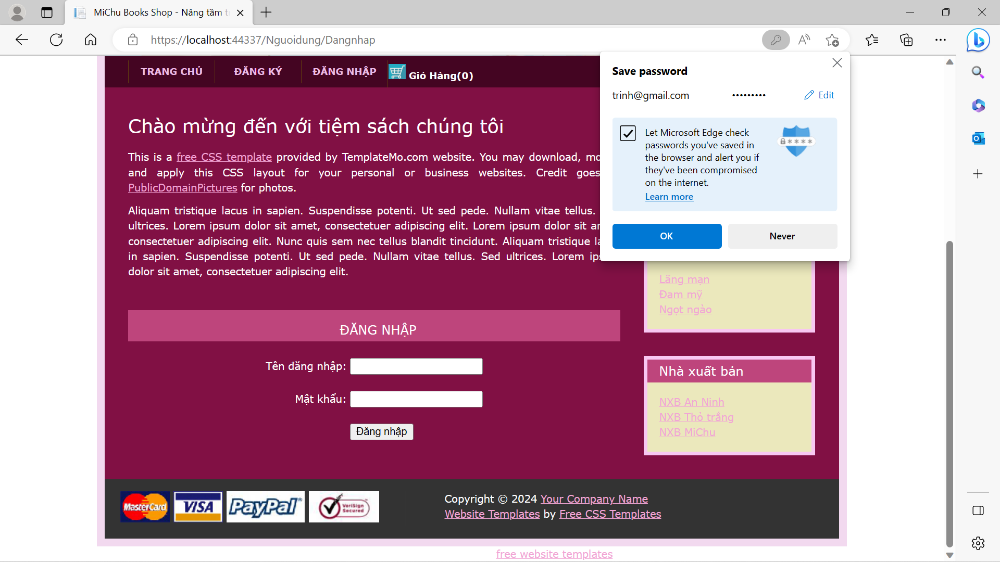 MiChu Books Shop - Nâng tầm t
https://localhost:44337/Nguoidung/Dangnhap
TRANG CHỦ
ĐĂNG KÝ
ĐĂNG NHẬP
Giỏ Hàng(0)
Chào mừng đến với tiệm sách chúng tôi
This is a free CSS template provided by TemplateMo.com website. You may download, mo
and apply this CSS layout for your personal or business websites. Credit goes
PublicDomainPictures for photos.
Aliquam tristique lacus in sapien. Suspendisse potenti. Ut sed pede. Nullam vitae tellus.
ultrices. Lorem ipsum dolor sit amet, consectetuer adipiscing elit. Lorem ipsum dolor sit am
consectetuer adipiscing elit. Nunc quis sem nec tellus blandit tincidunt. Aliquam tristique la
in sapien. Suspendisse potenti. Ut sed pede. Nullam vitae tellus. Sed ultrices. Lorem ips
dolor sit amet, consectetuer adipiscing elit.
ĐĂNG NHẬP
Tên đăng nhập:
Mật khẩu:
Đăng nhập
Save password
trinh@gmail.com ••••••••• Edit
Let Microsoft Edge check
passwords you've saved in
the browser and alert you if
they've been compromised
on the internet.
Learn more
OK
Never
Lãng mạn
Đam mỹ
Ngọt ngào
Nhà xuất bản
NXB An Ninh
NXB Thỏ trắng
NXB MiChu
MasterCard
VISA
PayPal
VeriSign
Secured
Copyright © 2024 Your Company Name
Website Templates by Free CSS Templates
free website templates